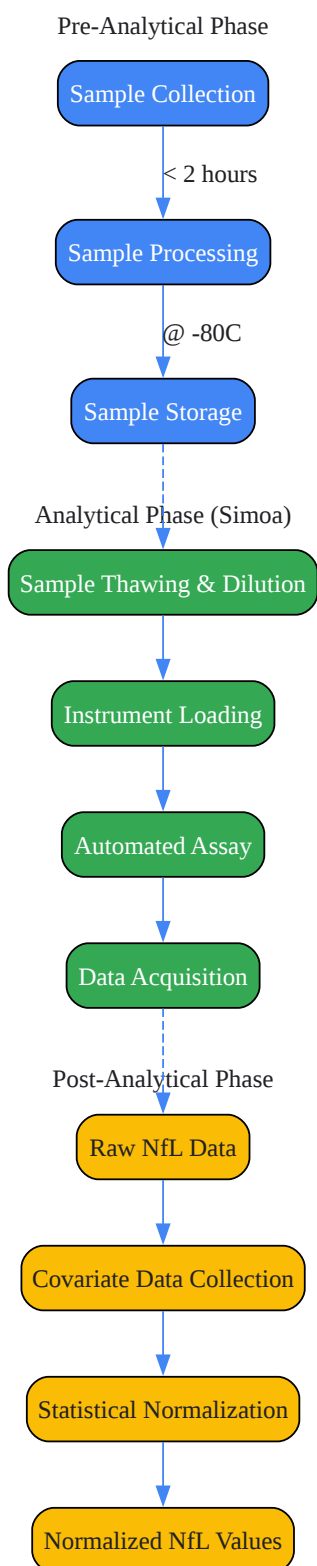 Pre-Analytical Phase
Sample Collection
< 2 hours
Sample Processing
@ -80C
Sample Storage
Analytical Phase (Simoa)
Sample Thawing & Dilution
Instrument Loading
Automated Assay
Data Acquisition
Post-Analytical Phase
Raw NfL Data
Covariate Data Collection
Statistical Normalization
Normalized NfL Values